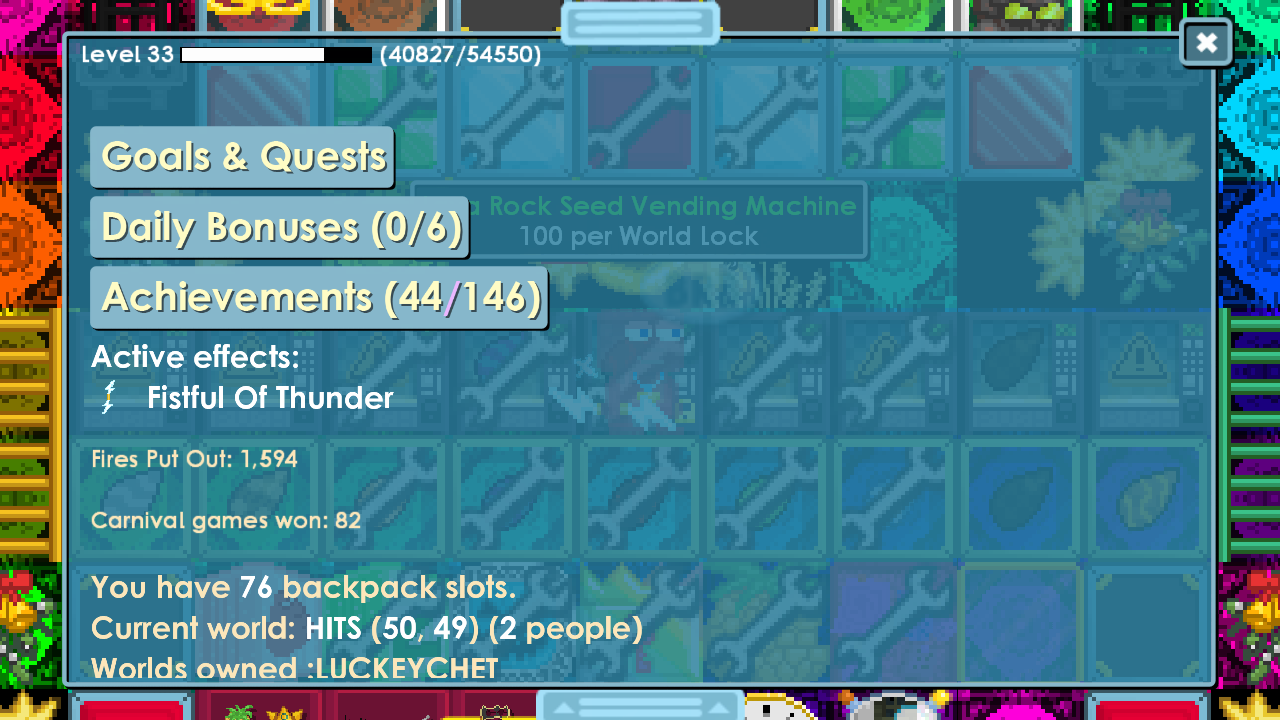 Level 33 (40827/54550)
Goals & Quests
Rock Seed Vending Machine
Daily Bonuses (0/6)
100 per World Lock
Achievements (44/146)
Active effects:
Fistful Of Thunder
Fires Put Out: 1,594
Carnival games won: 82
You have 76 backpack slots.
Current world: HITS (50, 49) (2 people)
Worlds owned :LUCKEYCHET